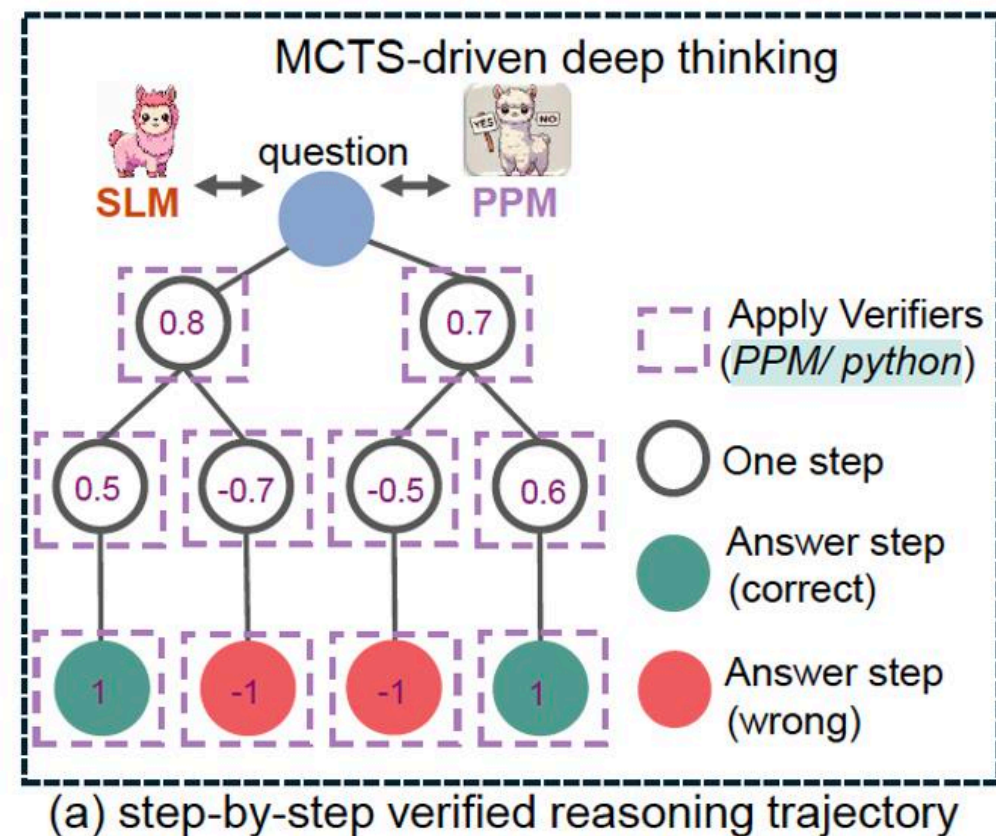 MCTS-driven deep thinking
YES
NO
question
SLM
PPM
0.8
0.7
Apply Verifiers
(PPM/ python)
0.5
-0.7
-0.5
0.6
One step
Answer step
(correct)
1
-1
-1
1
Answer step
(wrong)
(a) step-by-step verified reasoning trajectory